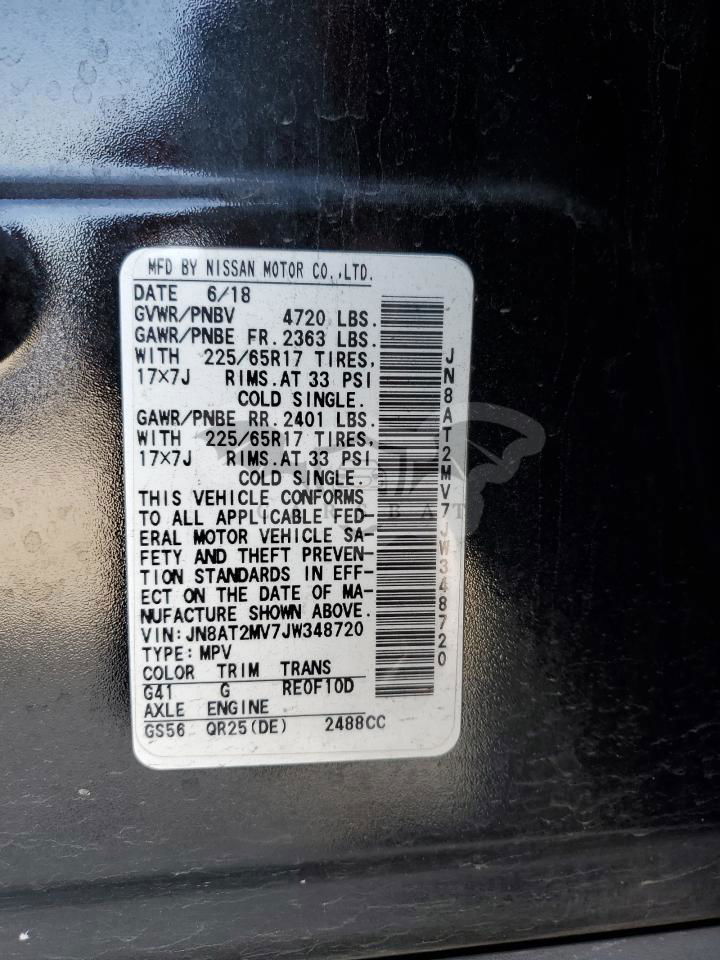 MFD BY NISSAN MOTOR CO.,LTD.
DATE 6/18
GVWR/PNBV 4720 LBS.
GAWR/PNBE FR. 2363 LBS.
WITH 225/65R17 TIRES,
17×7J RIMS. AT 33 PSI
COLD SINGLE.
GAWR/PNBE RR. 2401 LBS.
WITH 225/65R17 TIRES,
17×7J RIMS. AT 33 PSI
COLD SINGLE.
THIS VEHICLE CONFORMS
TO ALL APPLICABLE FED-
ERAL MOTOR VEHICLE SA-
FETY AND THEFT PREVEN-
TION STANDARDS IN EFF-
ECT ON THE DATE OF MA-
NUFACTURE SHOWN ABOVE.
VIN:JN8AT2MV7JW348720
TYPE:MPV
COLOR TRIM TRANS
G41 G RE0F10D
AXLE ENGINE
GS56 QR25(DE) 2488CC
JN8AT2MV7JW348720